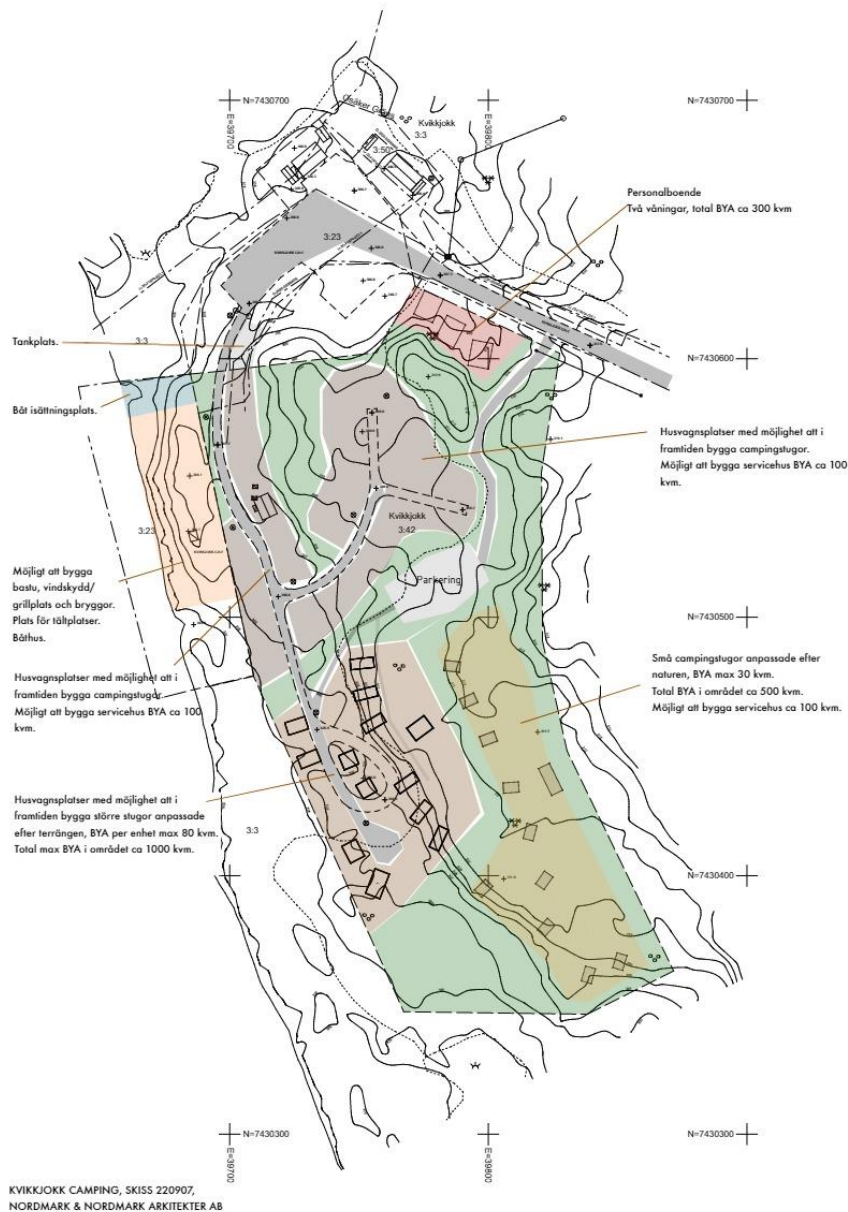 N=7430700
N=7430700
E=39700
E=39800
Kvikkjokk
3:3
3:50
Personalboende
Två våningar, total BYA ca 300 kvm
3:23
Tankplats.
3:3
N=7430600
Båt isättningsplats.
Husvagnsplatser med möjlighet att i
framtiden bygga campingstugor.
Möjligt att bygga servicehus BYA ca 100
kvm.
Kvikkjokk
3:42
3:23
Parkering
Möjligt att bygga
bastu, vindskydd/
grillplats och bryggor.
Plats för tältplatser.
Båthus.
N=7430500
Husvagnsplatser med möjlighet att i
framtiden bygga campingstugor.
Möjligt att bygga servicehus BYA ca 100
kvm.
Små campingstugor anpassade efter
naturen, BYA max 30 kvm.
Total BYA i området ca 500 kvm.
Möjligt att bygga servicehus ca 100 kvm.
Husvagnsplatser med möjlighet att i
framtiden bygga större stugor anpassade
efter terrängen, BYA per enhet max 80 kvm.
Total max BYA i området ca 1000 kvm.
3:3
N=7430400
N=7430300
N=7430300
E=39700
E=39800
KVIKKJOKK CAMPING, SKISS 220907,
NORDMARK & NORDMARK ARKITEKTER AB